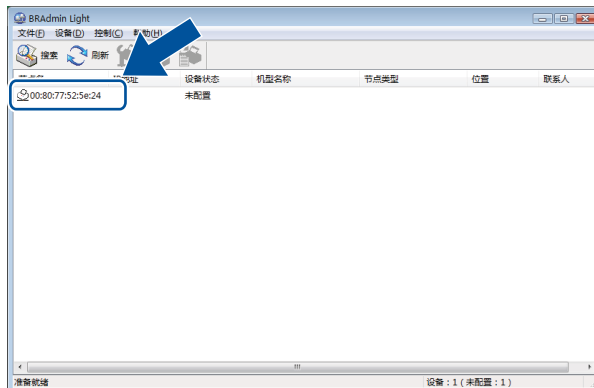 BRAdmin Light
文件(F) 设备(D) 控制(C) 帮助(H)
搜索 刷新
设备状态 机型名称 节点类型 位置 联系人
00:80:77:52:5e:24 未配置
准备就绪 设备：1（未配置：1）